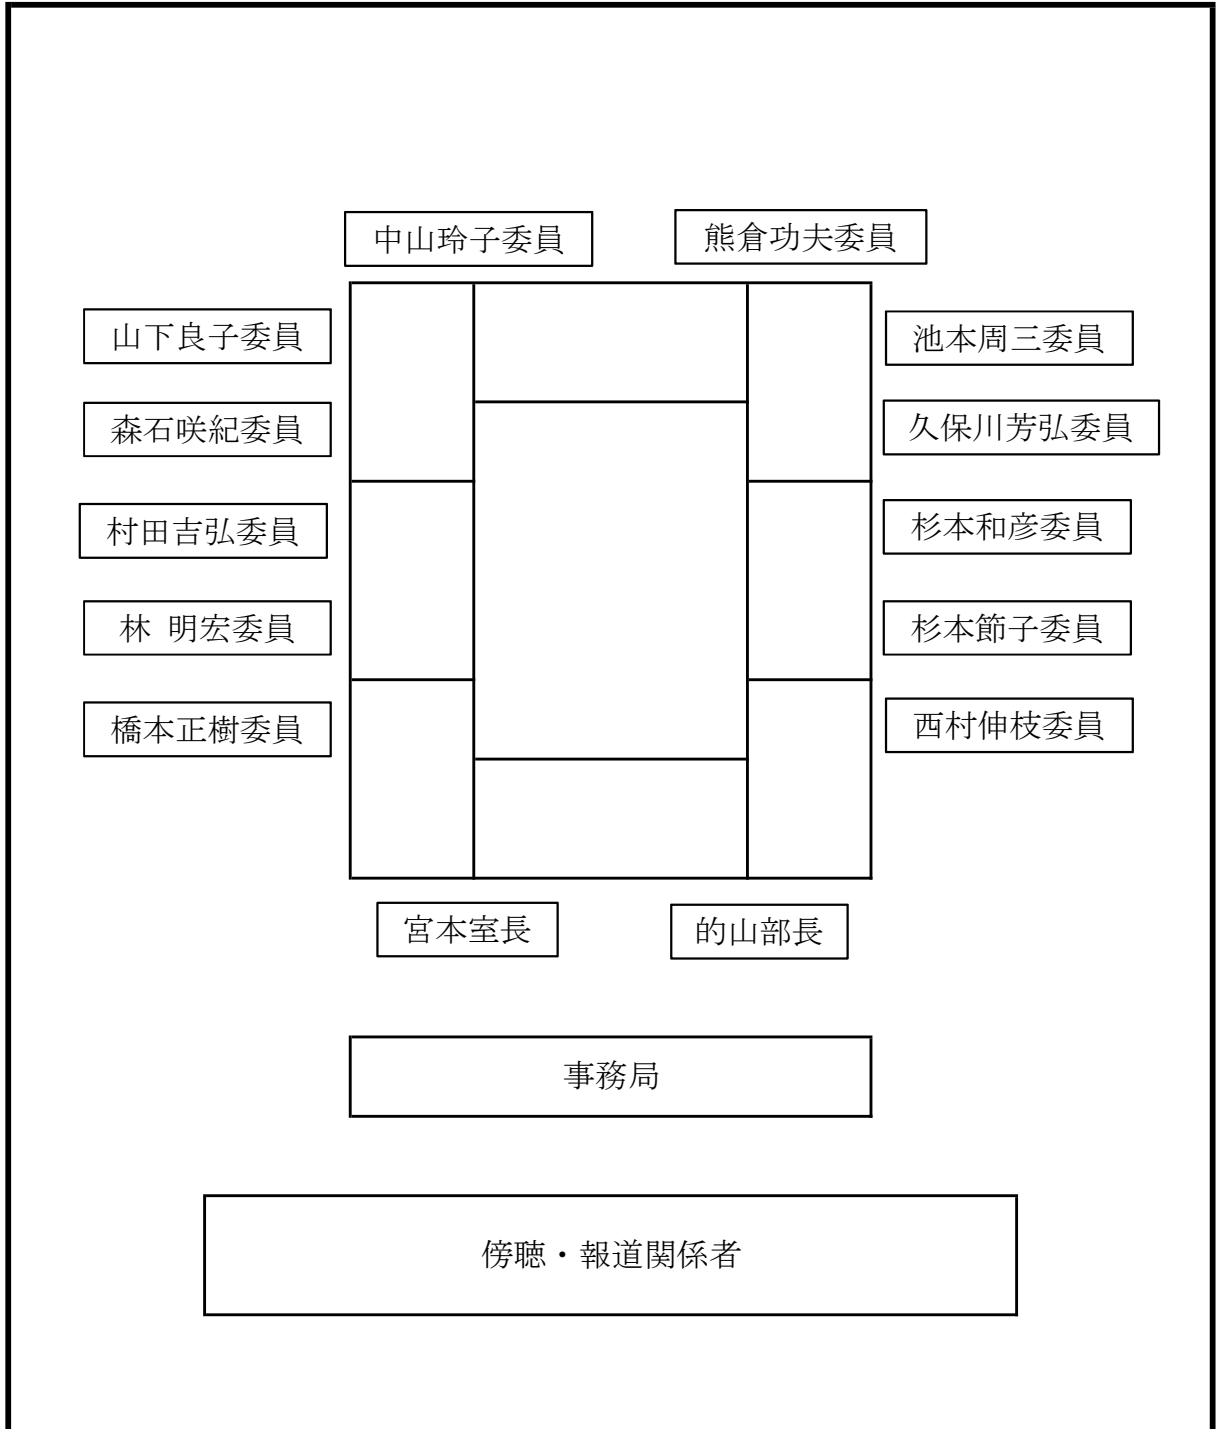 中山玲子委員
熊倉功夫委員
山下良子委員
池本周三委員
森石咲紀委員
久保川芳弘委員
村田吉弘委員
杉本和彦委員
林 明宏委員
杉本節子委員
橋本正樹委員
西村伸枝委員
宮本室長
的山部長
事務局
傍聴・報道関係者